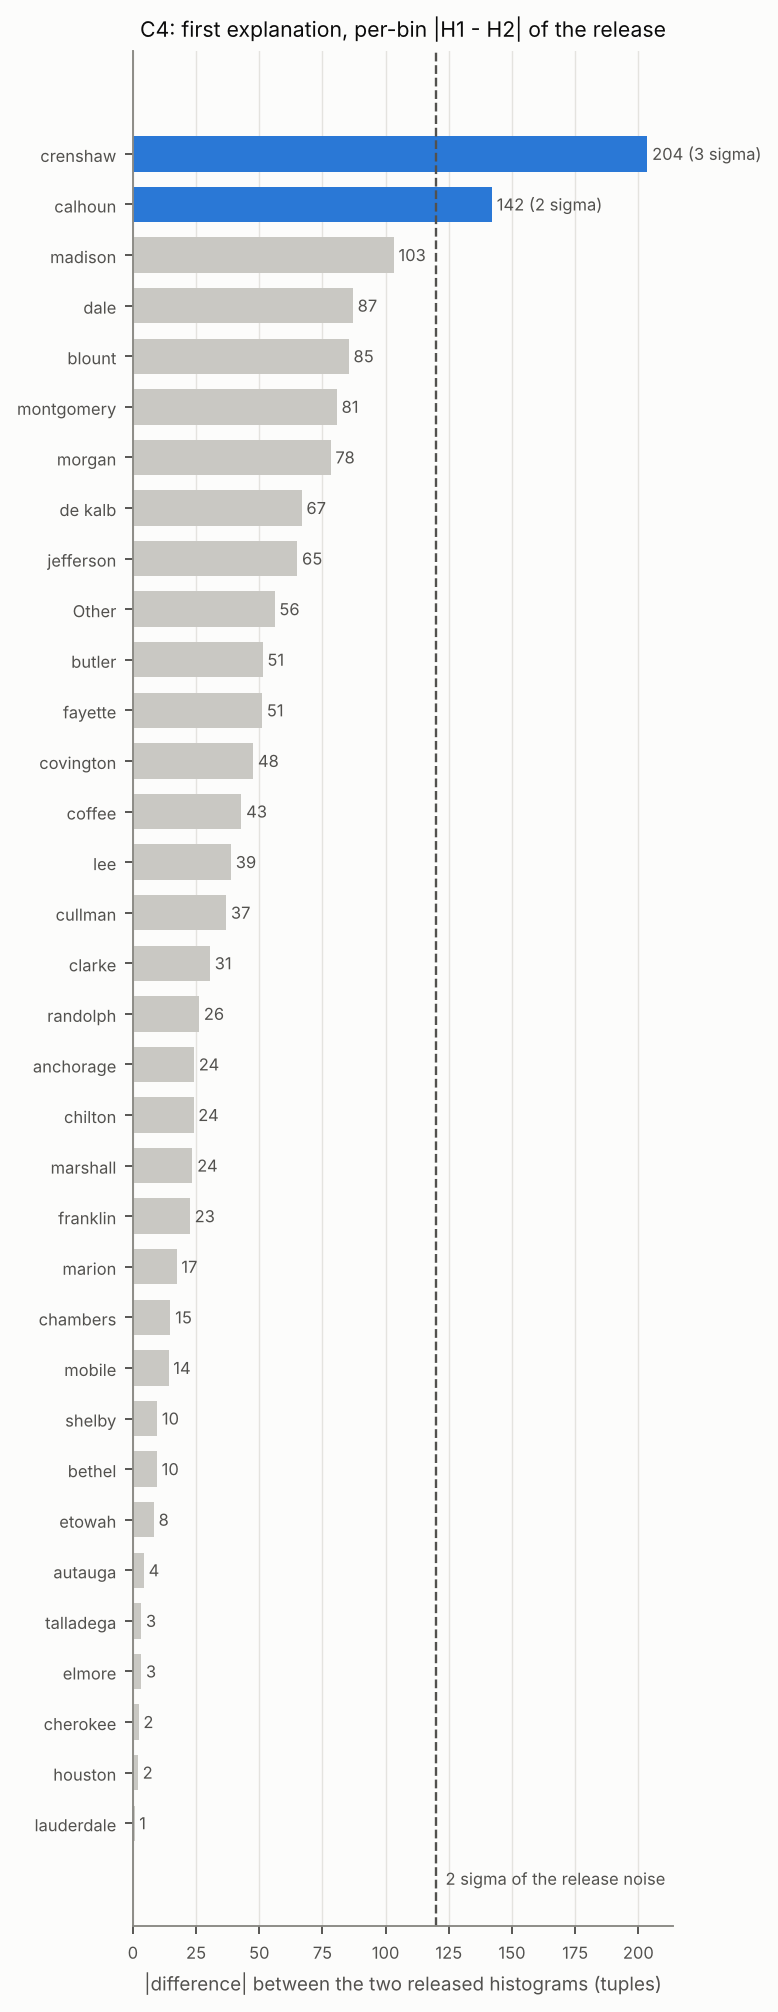 C4: first explanation, per-bin |H1 - H2| of the release
crenshaw 204 (3 sigma)
calhoun 142 (2 sigma)
madison 103
dale 87
blount 85
montgomery 81
morgan 78
de kalb 67
jefferson 65
Other 56
butler 51
fayette 51
covington 48
coffee 43
lee 39
cullman 37
clarke 31
randolph 26
anchorage 24
chilton 24
marshall 24
franklin 23
marion 17
chambers 15
mobile 14
shelby 10
bethel 10
etowah 8
autauga 4
talladega 3
elmore 3
cherokee 2
houston 2
lauderdale 1
2 sigma of the release noise
0 25 50 75 100 125 150 175 200
|difference| between the two released histograms (tuples)